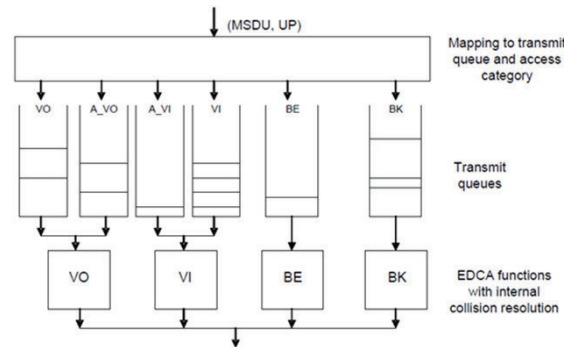 (MSDU, UP)
Mapping to transmit
queue and access
category
VO
A_VO
A_VI
VI
BE
BK
Transmit
queues
VO
VI
BE
BK
EDCA functions
with internal
collision resolution